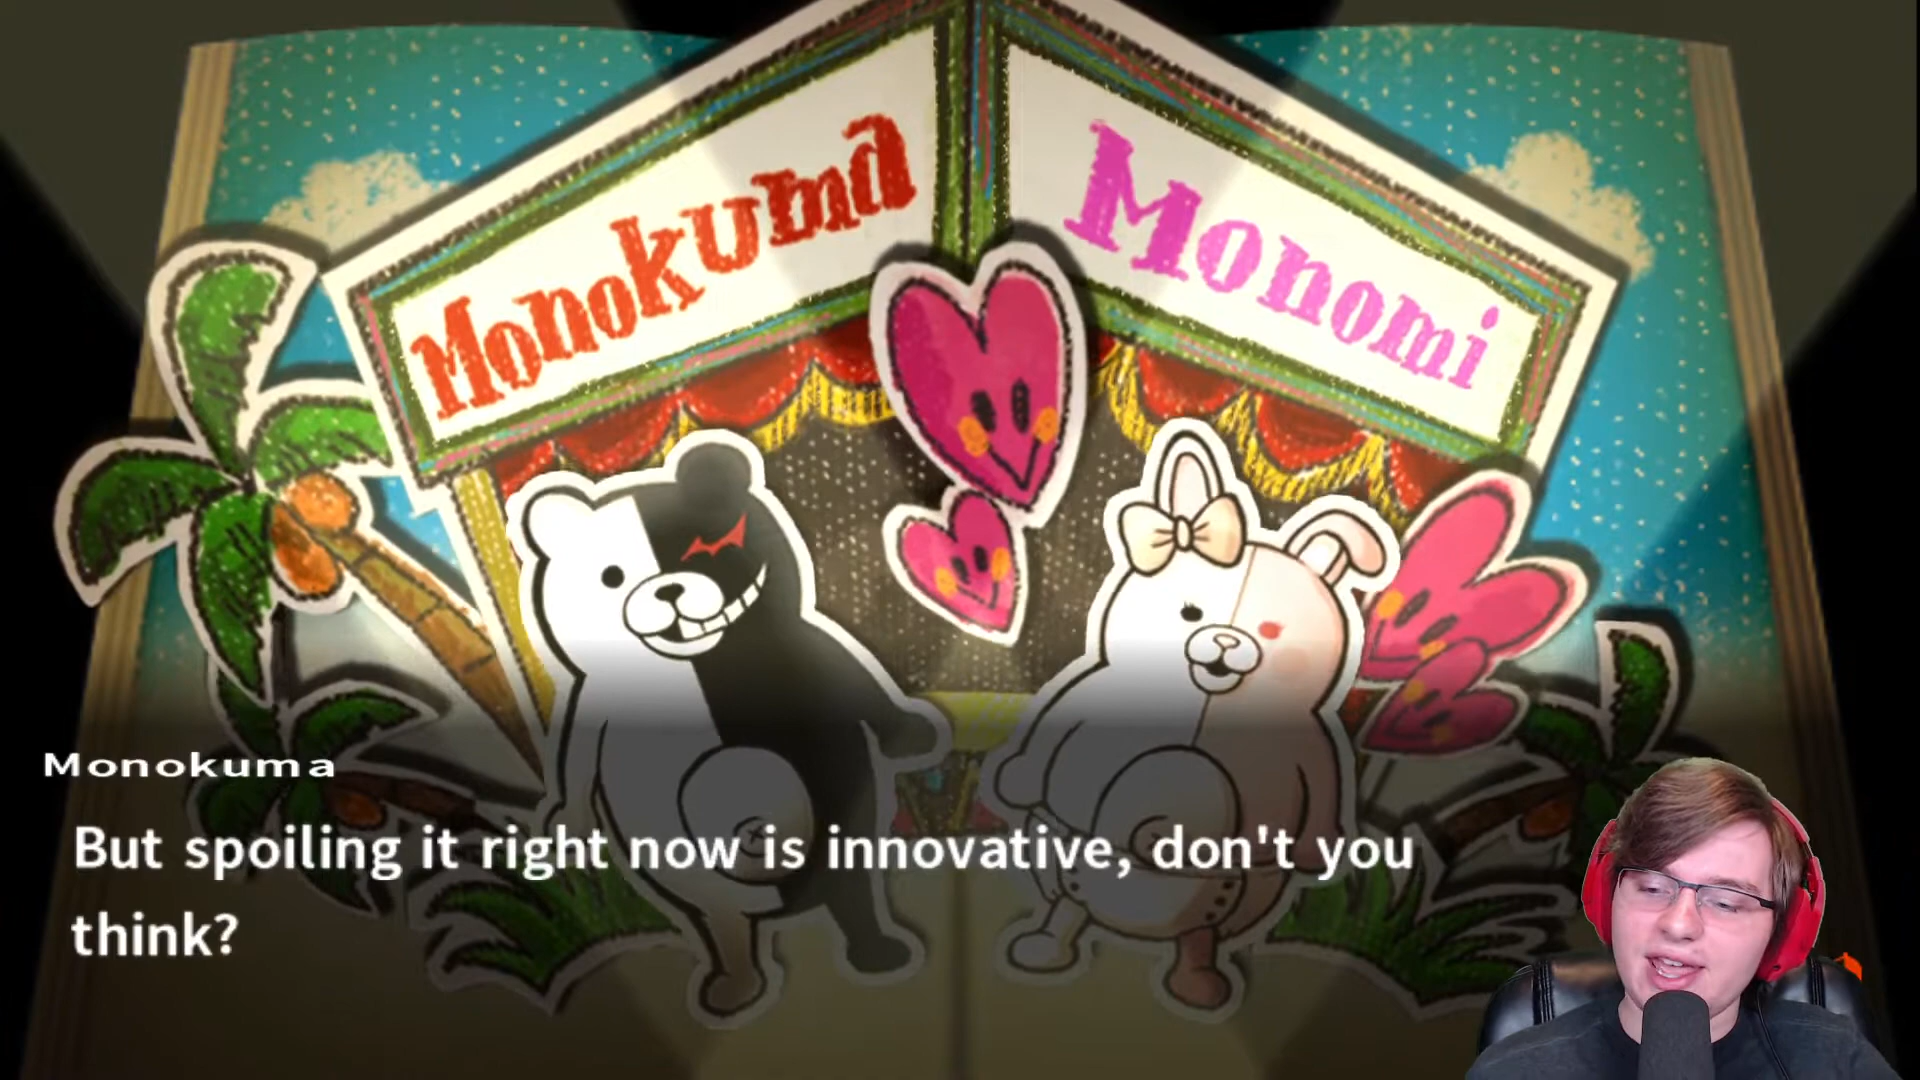 Monokuma
Monomi
Monokuma
But spoiling it right now is innovative, don't you
think?